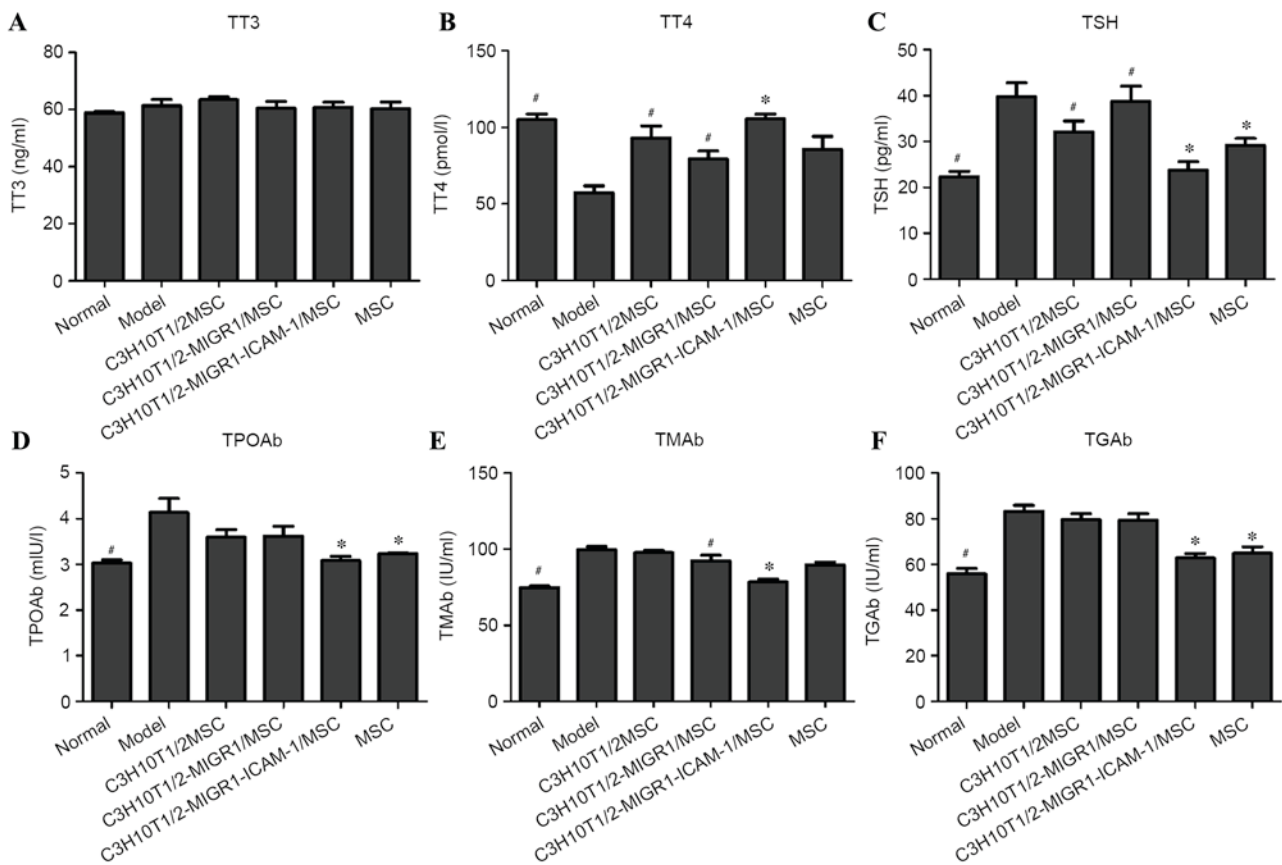 A
TT3
TT3 (ng/ml)
80
60
40
20
0
Normal
Model
C3H10T1/2MSC
C3H10T1/2-MIGR1/MSC
C3H10T1/2-MIGR1-ICAM-1/MSC
MSC
B
TT4
TT4 (pmol/l)
150
100
50
0
#
#
#
*
Normal
Model
C3H10T1/2MSC
C3H10T1/2-MIGR1/MSC
C3H10T1/2-MIGR1-ICAM-1/MSC
MSC
C
TSH
TSH (pg/ml)
50
40
30
20
10
0
#
#
#
*
*
Normal
Model
C3H10T1/2MSC
C3H10T1/2-MIGR1/MSC
C3H10T1/2-MIGR1-ICAM-1/MSC
MSC
D
TPOAb
TPOAb (mIU/l)
5
4
3
2
1
0
#
*
*
Normal
Model
C3H10T1/2MSC
C3H10T1/2-MIGR1/MSC
C3H10T1/2-MIGR1-ICAM-1/MSC
MSC
E
TMAb
TMAb (IU/ml)
150
100
50
0
#
#
*
Normal
Model
C3H10T1/2MSC
C3H10T1/2-MIGR1/MSC
C3H10T1/2-MIGR1-ICAM-1/MSC
MSC
F
TGAb
TGAb (IU/ml)
100
80
60
40
20
0
#
*
*
Normal
Model
C3H10T1/2MSC
C3H10T1/2-MIGR1/MSC
C3H10T1/2-MIGR1-ICAM-1/MSC
MSC